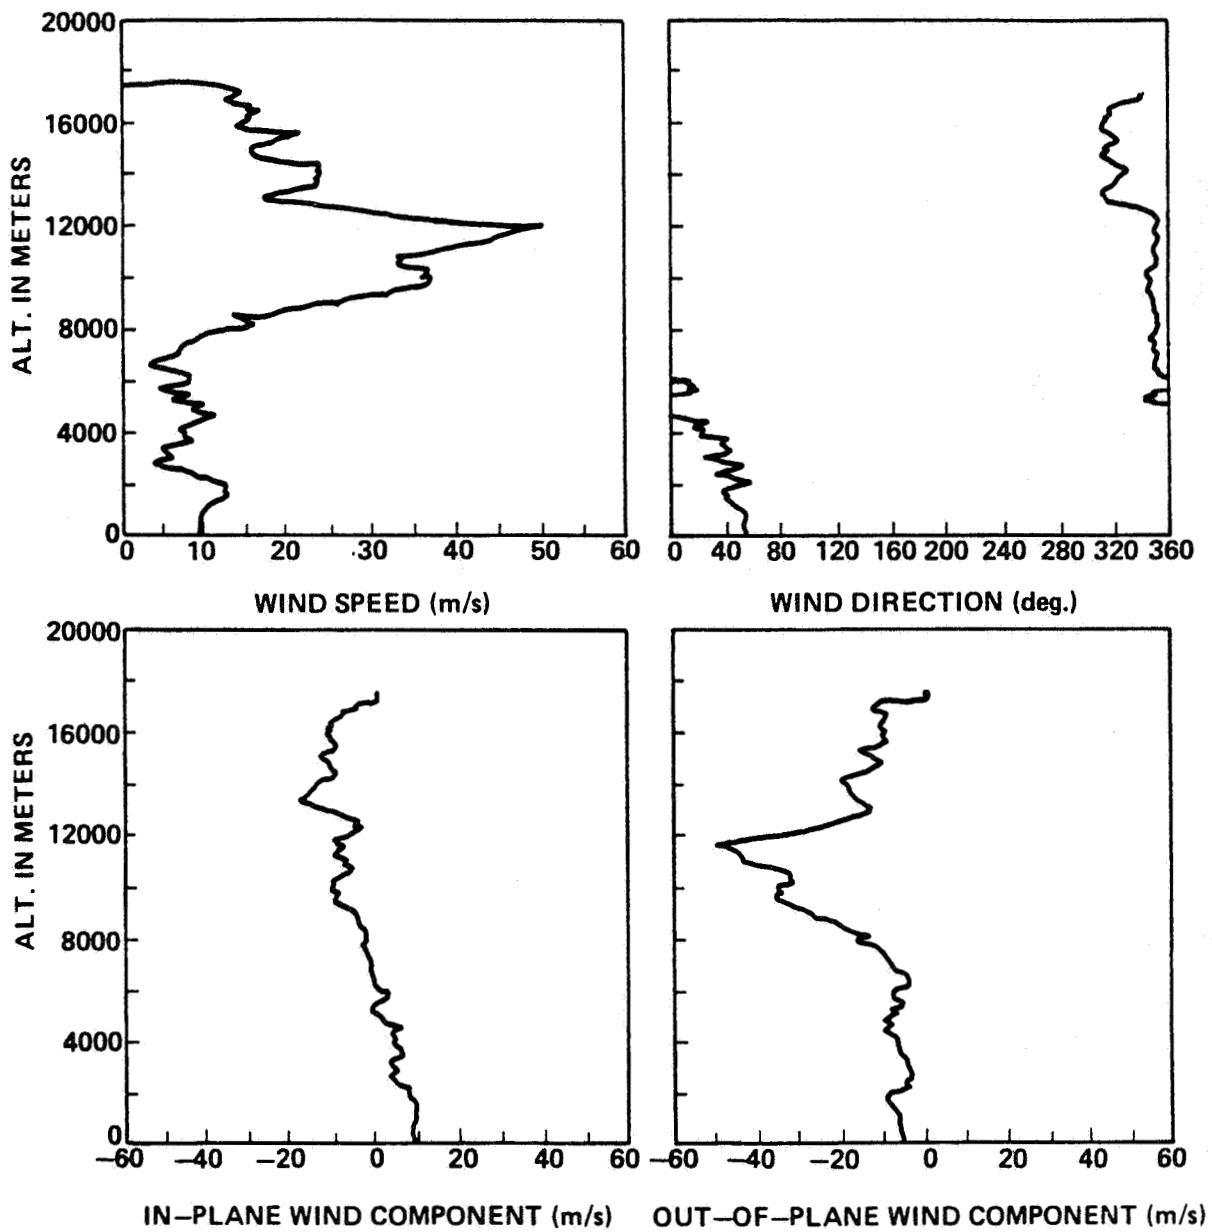 20000
16000
12000
8000
4000
0
ALT. IN METERS
0 10 20 .30 40 50 60
WIND SPEED (m/s)
0 40 80 120 160 200 240 280 320 360
WIND DIRECTION (deg.)
20000
16000
12000
8000
4000
0
ALT. IN METERS
−60 −40 −20 0 20 40 60
IN−PLANE WIND COMPONENT (m/s)
−60 −40 −20 0 20 40 60
OUT−OF−PLANE WIND COMPONENT (m/s)